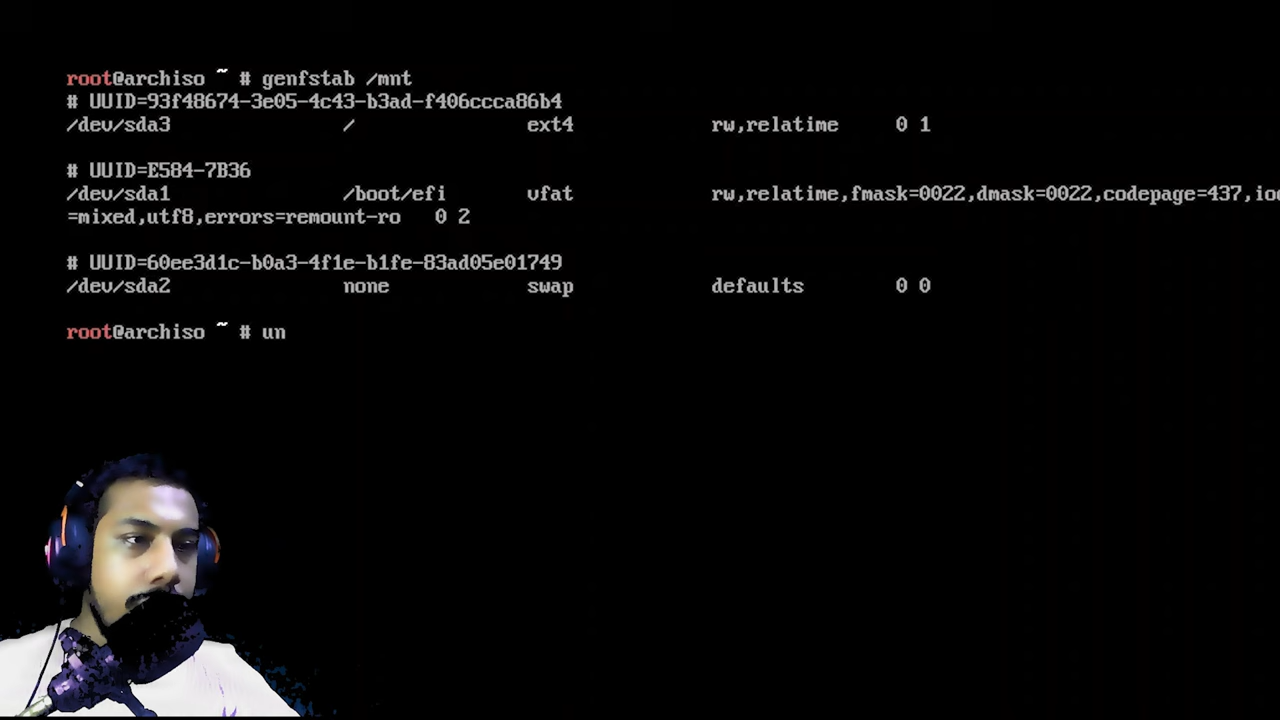 root@archiso ~ # genfstab /mnt
# UUID=93f48674-3e05-4c43-b3ad-f406ccca86b4
/dev/sda3 / ext4 rw,relatime 0 1
# UUID=E584-7B36
/dev/sda1 /boot/efi vfat rw,relatime,fmask=0022,dmask=0022,codepage=437,ioc
=mixed,utf8,errors=remount-ro 0 2
# UUID=60ee3d1c-b0a3-4f1e-b1fe-83ad05e01749
/dev/sda2 none swap defaults 0 0
root@archiso ~ # un